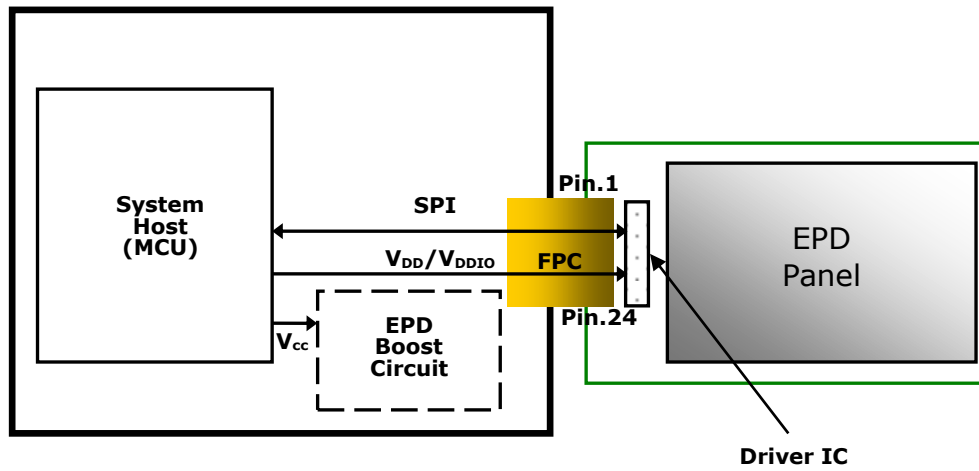 System
Host
(MCU)
SPI
VDD/VDDIO
VCC
EPD
Boost
Circuit
Pin.1
FPC
Pin.24
EPD
Panel
Driver IC